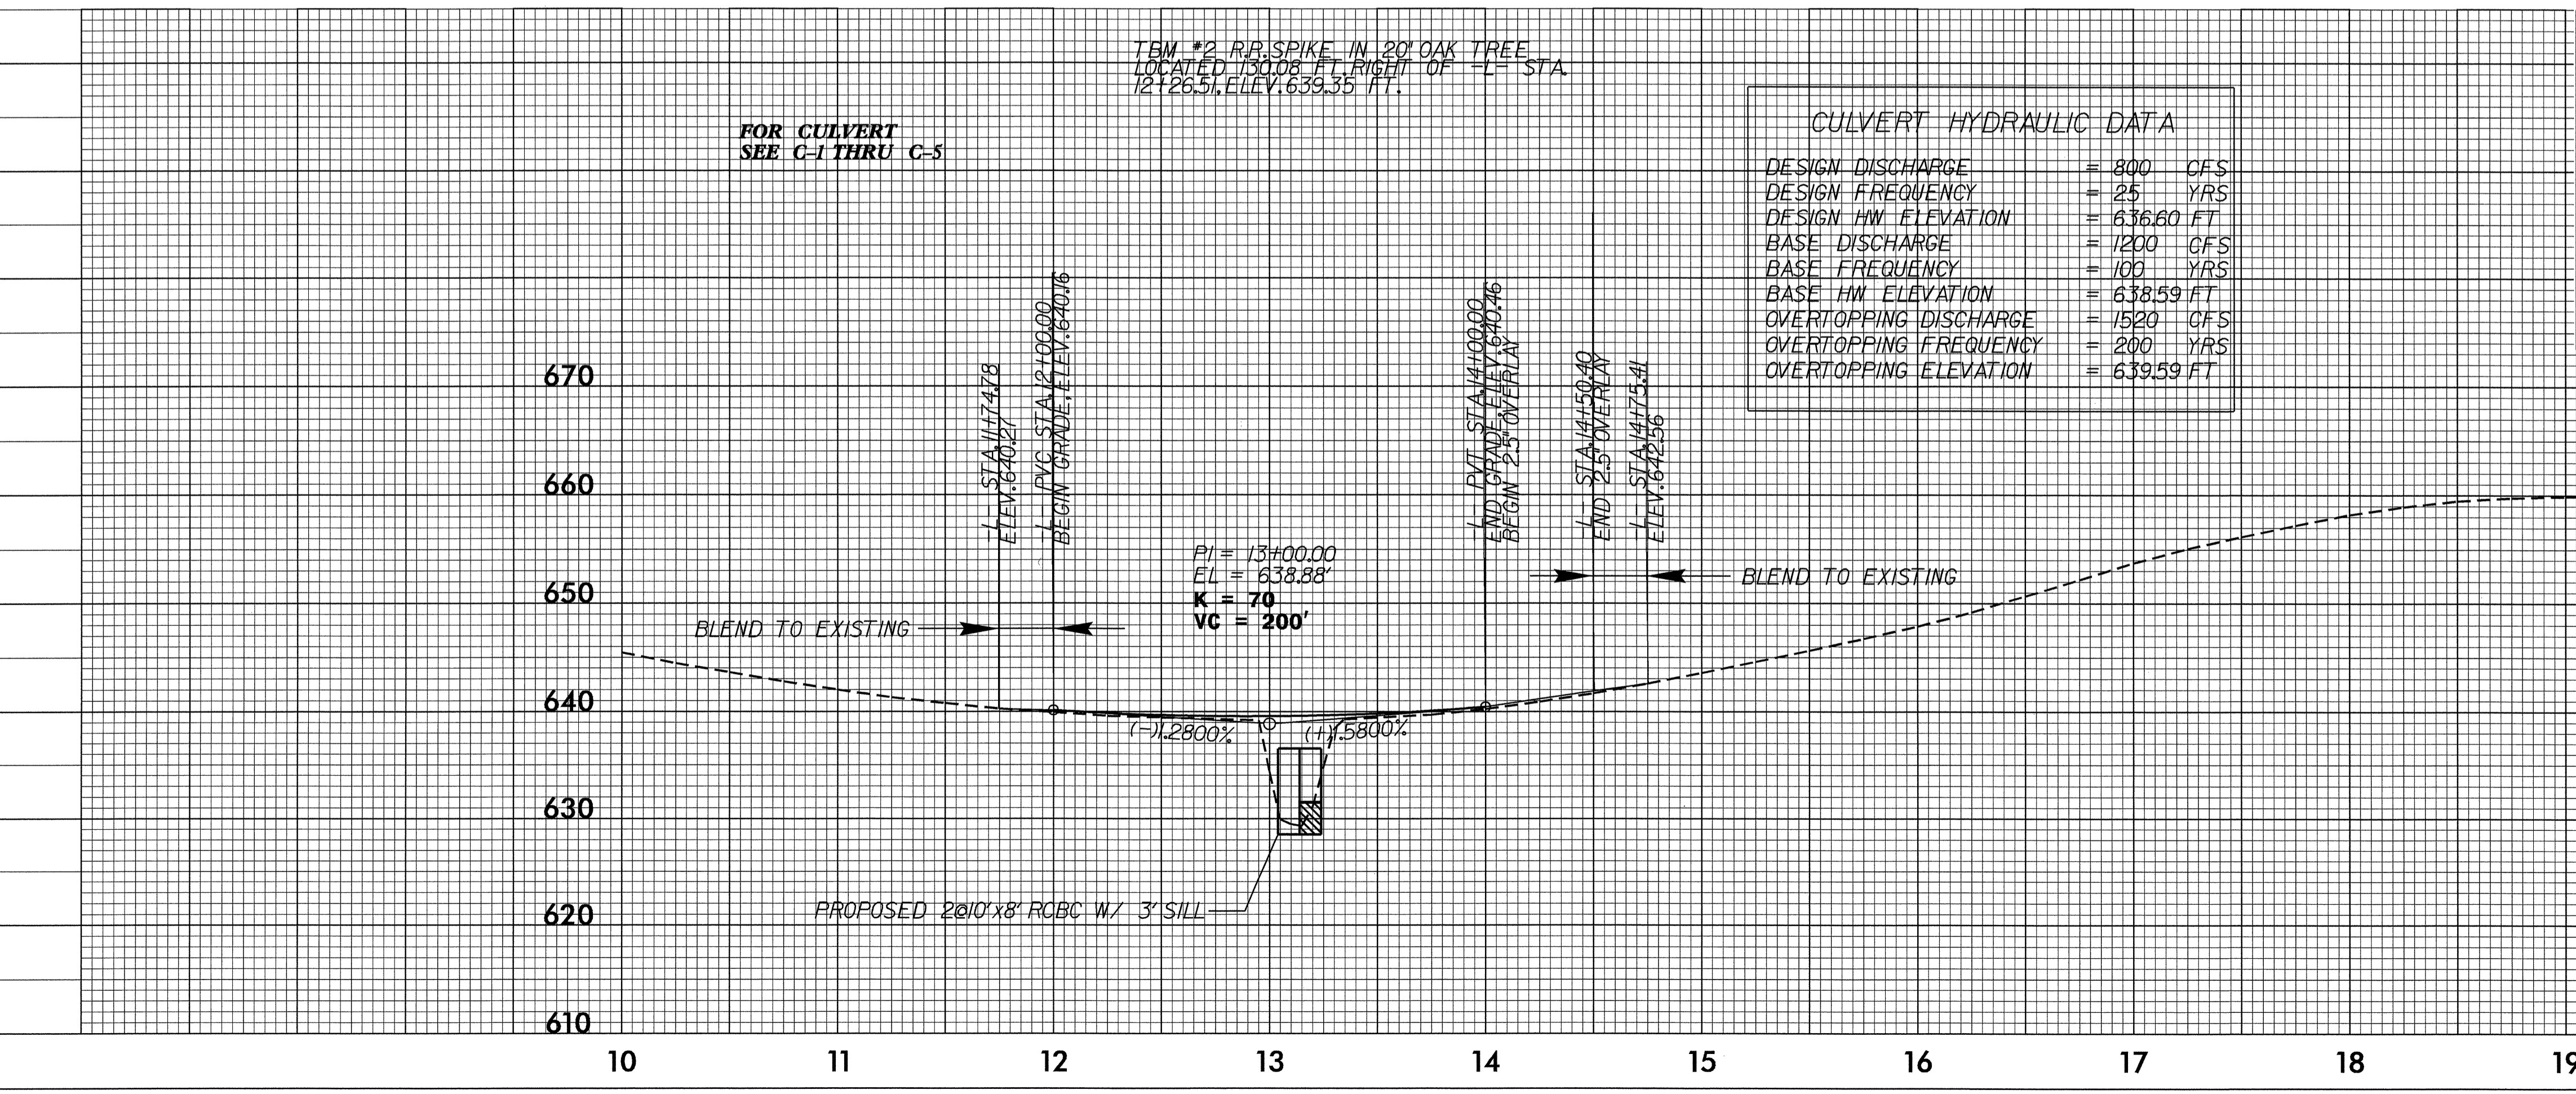 TBM #2 R.R. SPIKE IN 20" OAK TREE
LOCATED 130.08 FT. RIGHT OF -L- STA.
12+26.51. ELEV. 639.35 FT.
FOR CULVERT
SEE C-1 THRU C-5
CULVERT HYDRAULIC DATA
DESIGN DISCHARGE = 800 CFS
DESIGN FREQUENCY = 25 YRS
DESIGN HW ELEVATION = 636.60 FT
BASE DISCHARGE = 1200 CFS
BASE FREQUENCY = 100 YRS
BASE HW ELEVATION = 638.59 FT
OVERTOPPING DISCHARGE = 1520 CFS
OVERTOPPING FREQUENCY = 200 YRS
OVERTOPPING ELEVATION = 639.59 FT
-L- STA. 11+74.78
ELEV. 640.27
-L- PVC STA. 12+00.00
BEGIN GRADE, ELEV. 640.16
-L- PVT STA. 14+00.00
END GRADE, ELEV. 640.46
BEGIN 2.5" OVERLAY
-L- STA. 14+50.40
END 2.5" OVERLAY
-L- STA. 14+75.41
ELEV. 642.56
PI = 13+00.00
EL = 638.88'
K = 70
VC = 200'
BLEND TO EXISTING
BLEND TO EXISTING
(-)1.2800%
(+)1.5800%
PROPOSED 2@10'x8' RCBC W/ 3' SILL
670
660
650
640
630
620
610
10 11 12 13 14 15 16 17 18 19